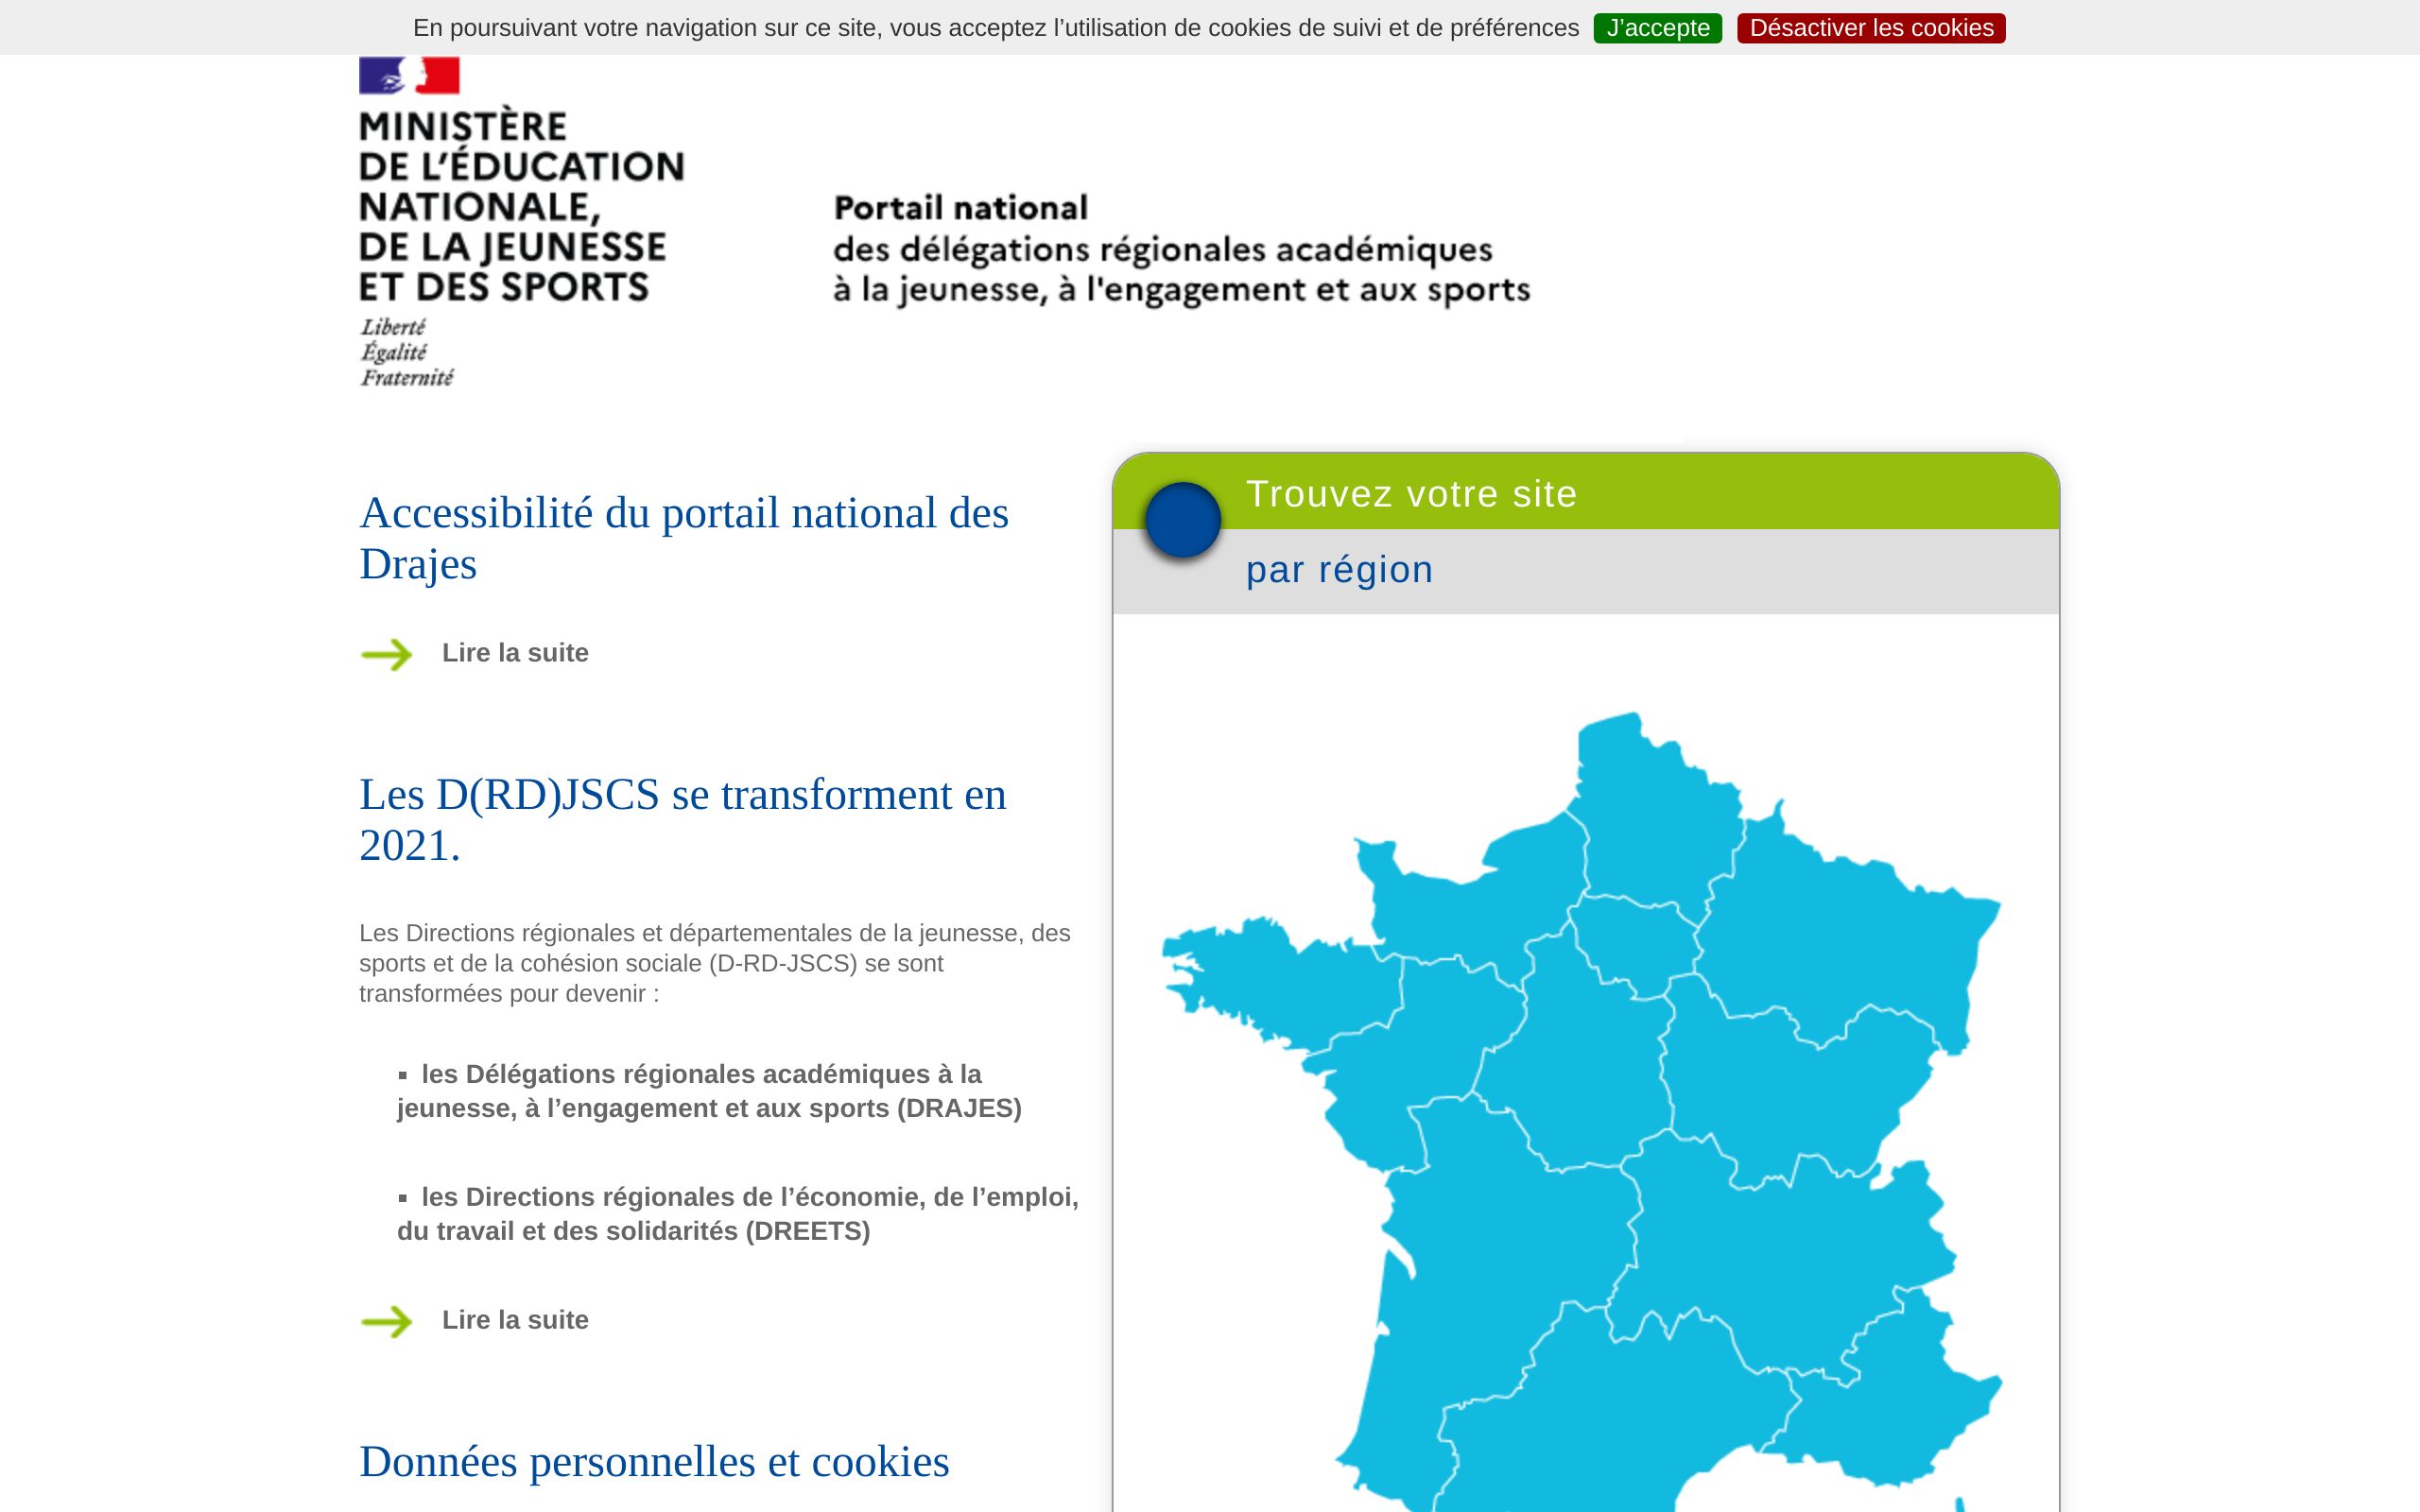 En poursuivant votre navigation sur ce site, vous acceptez l’utilisation de cookies de suivi et de préférences J’accepte Désactiver les cookies
MINISTÈRE
DE L’ÉDUCATION
NATIONALE,
DE LA JEUNESSE
ET DES SPORTS
Liberté
Égalité
Fraternité
Portail national
des délégations régionales académiques
à la jeunesse, à l'engagement et aux sports
Accessibilité du portail national des
Drajes
Lire la suite
Les D(RD)JSCS se transforment en
2021.
Les Directions régionales et départementales de la jeunesse, des
sports et de la cohésion sociale (D-RD-JSCS) se sont
transformées pour devenir :
▪ les Délégations régionales académiques à la
jeunesse, à l’engagement et aux sports (DRAJES)
▪ les Directions régionales de l’économie, de l’emploi,
du travail et des solidarités (DREETS)
Lire la suite
Données personnelles et cookies
Trouvez votre site
par région